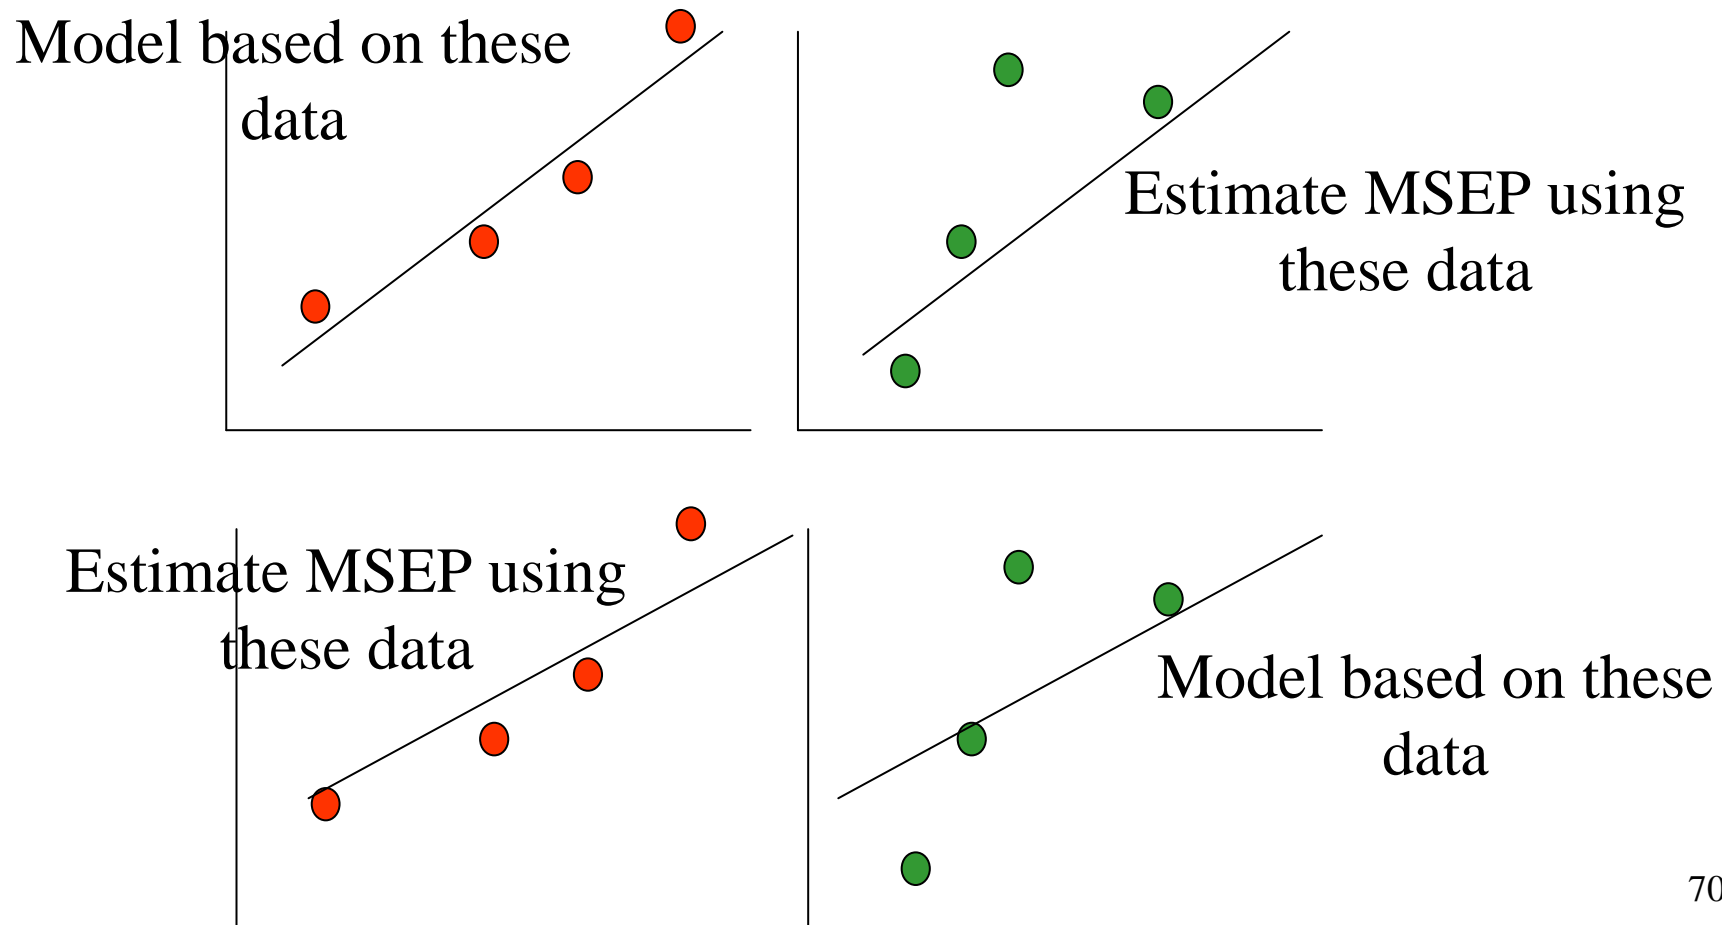 Model based on these
data
Estimate MSEP using
these data
Estimate MSEP using
these data
Model based on these
data
70